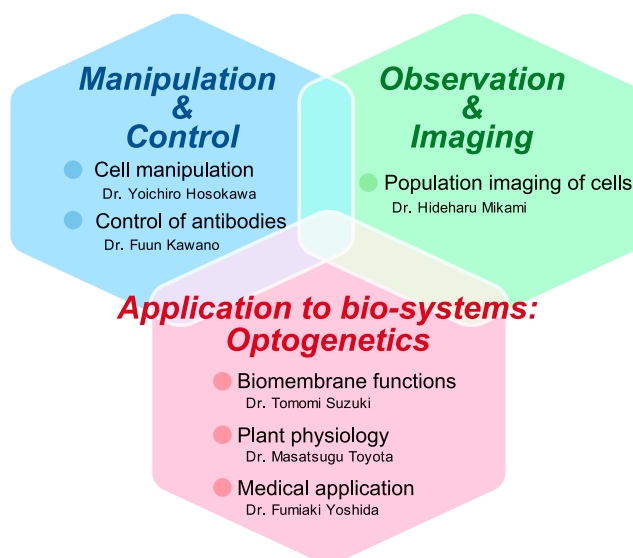 Manipulation
&
Control
Cell manipulation
Dr. Yoichiro Hosokawa
Control of antibodies
Dr. Fuun Kawano
Observation
&
Imaging
Population imaging of cells
Dr. Hideharu Mikami
Application to bio-systems:
Optogenetics
Biomembrane functions
Dr. Tomomi Suzuki
Plant physiology
Dr. Masatsugu Toyota
Medical application
Dr. Fumiaki Yoshida